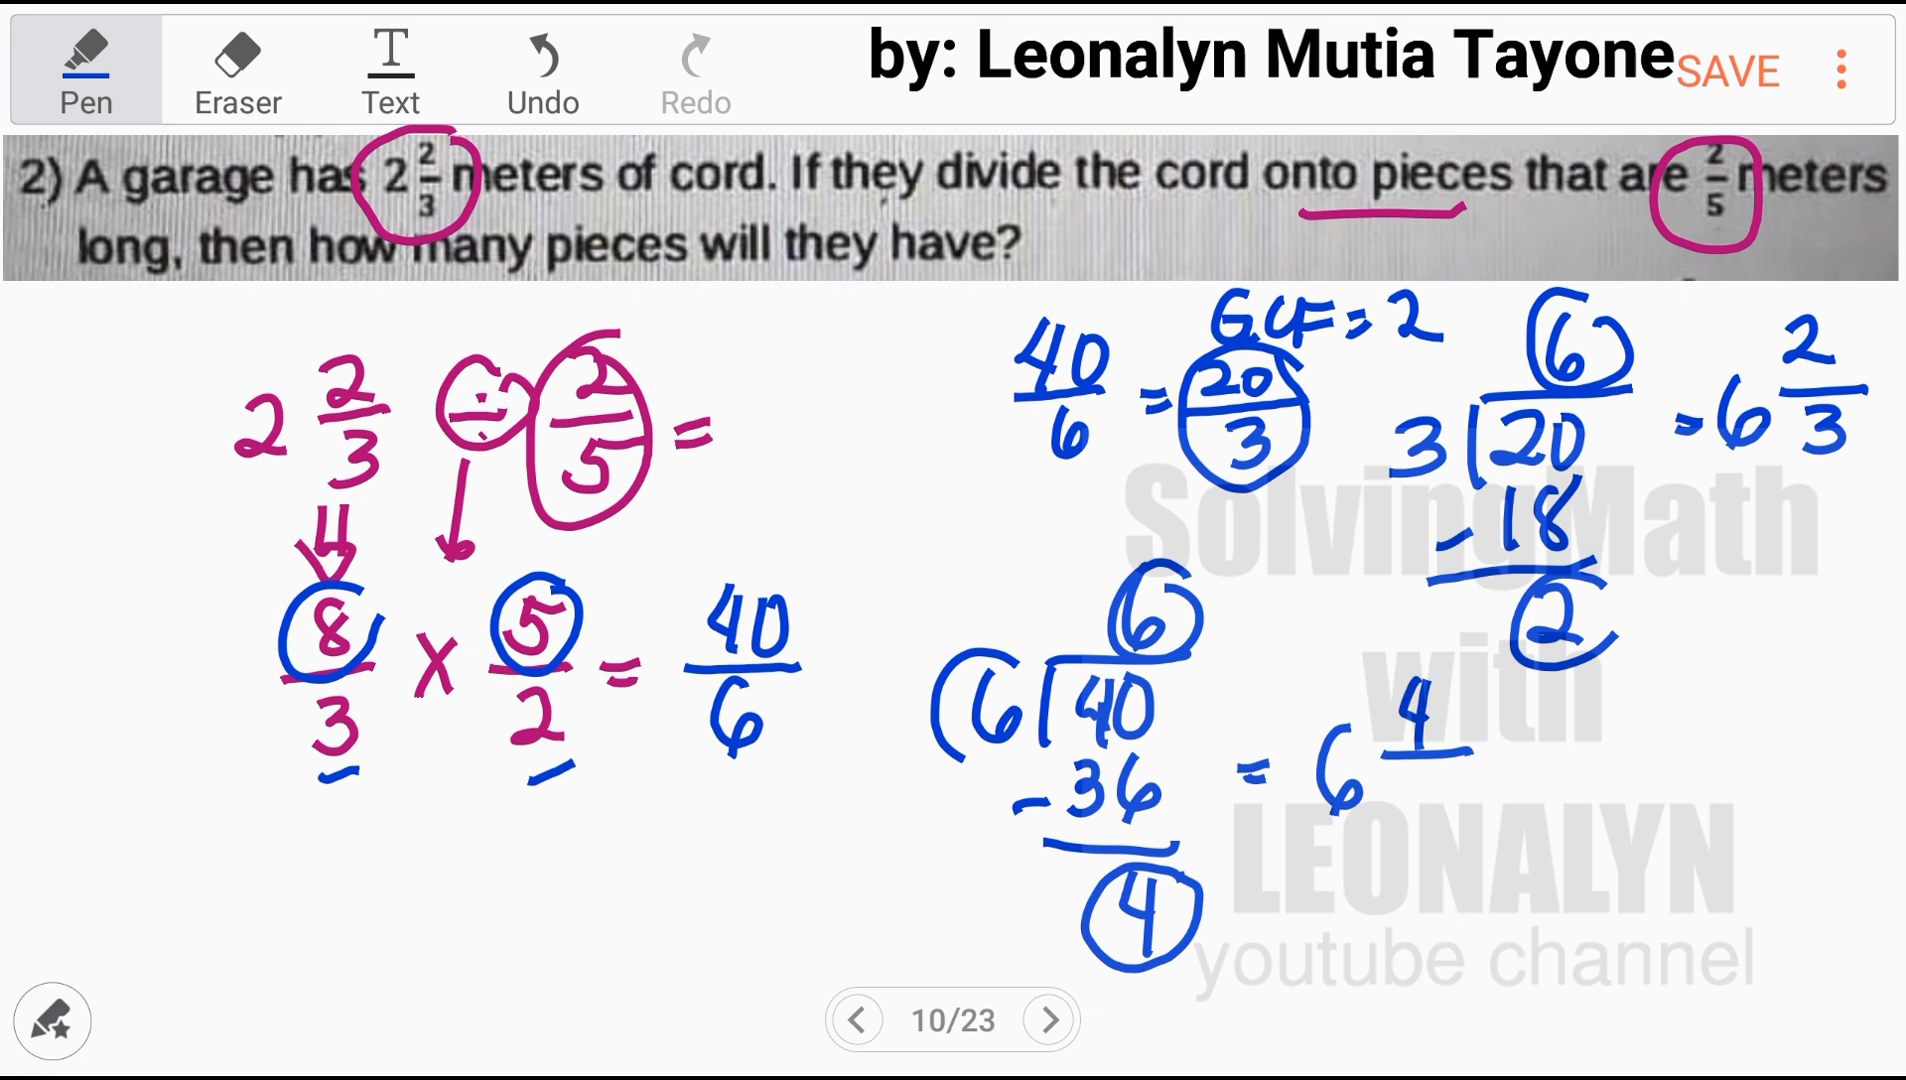 by: Leonalyn Mutia Tayone
Pen Eraser Text Undo Redo SAVE
2) A garage has 2 2/3 meters of cord. If they divide the cord onto pieces that are 2/5 meters
long, then how many pieces will they have?
2 2/3 ÷ 2/5 =
8/3 x 5/2 = 40/6
GCF = 2
40/6 = 20/3
6
3 20 = 6 2/3
- 18
2
6
6 40
- 36 = 6 4
4
SolvingMath
with
LEONALYN
youtube channel
10/23